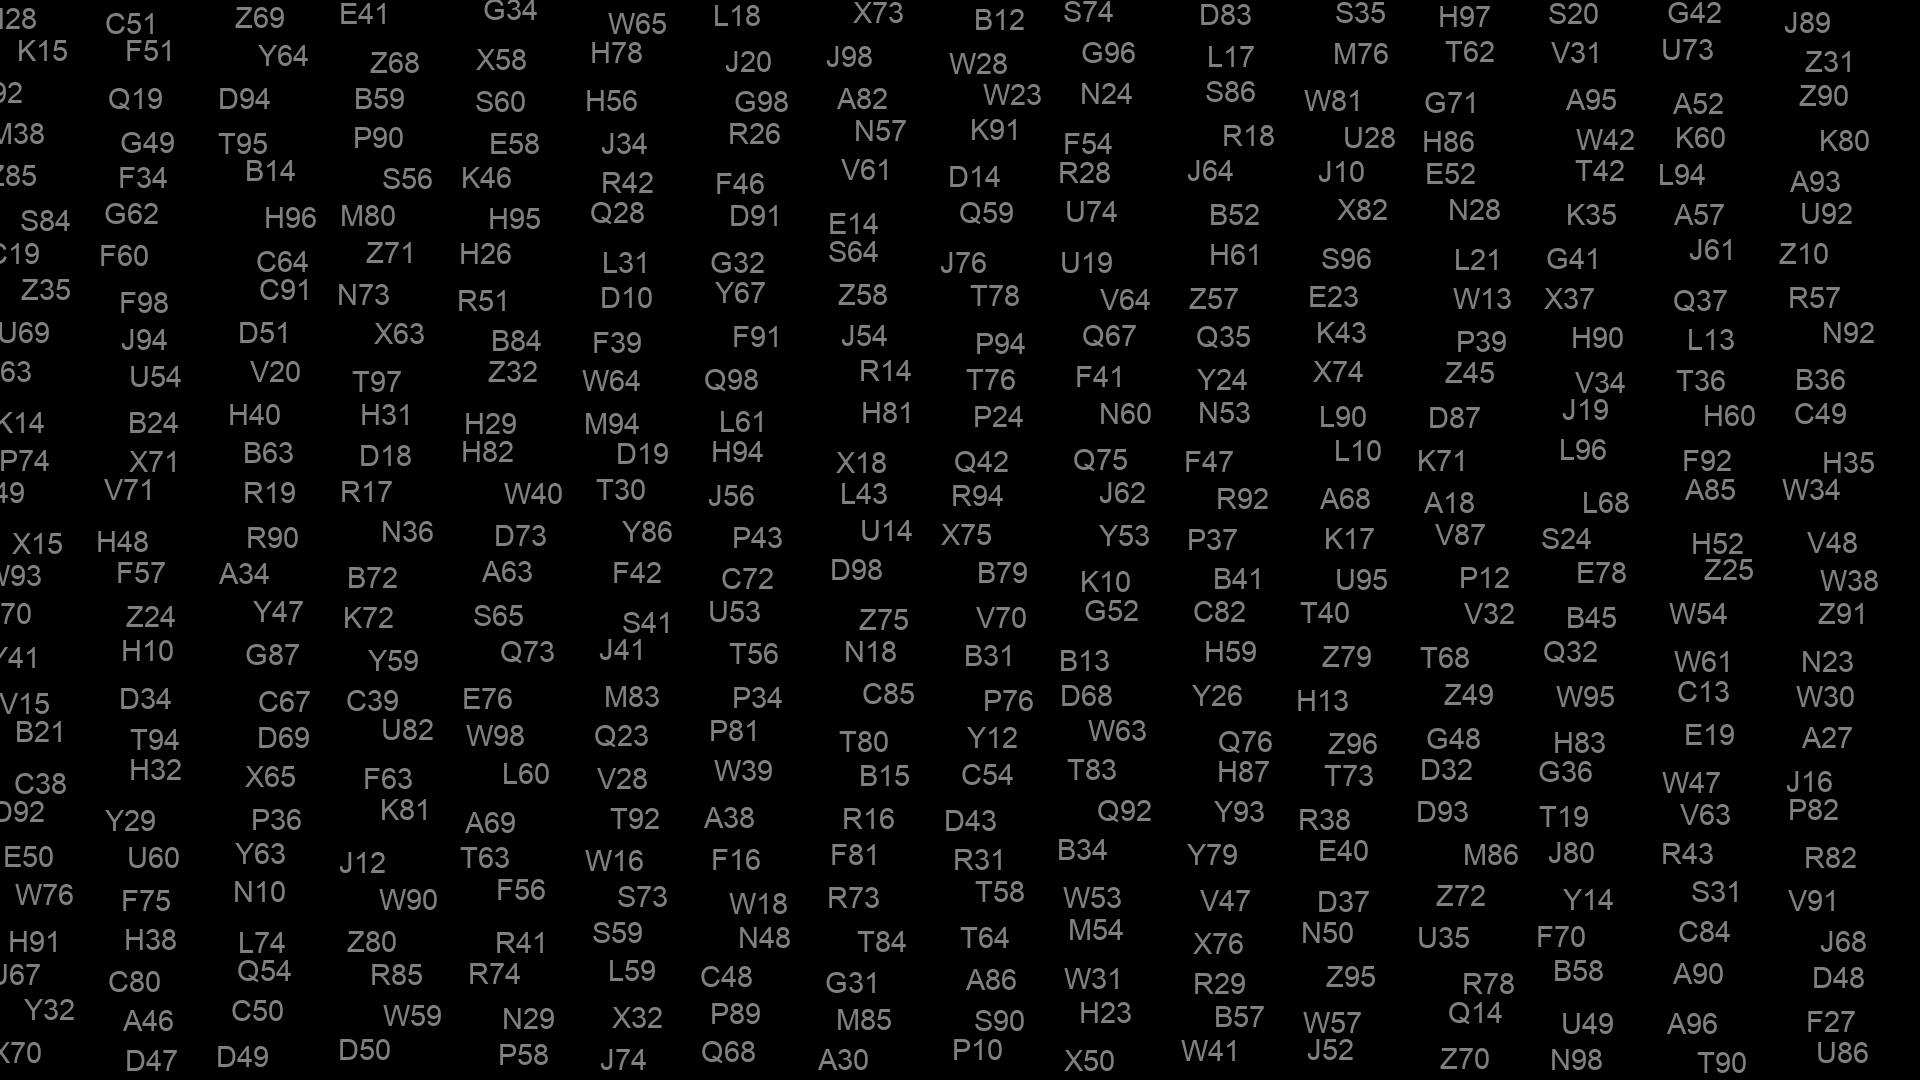 C51 Z69 E41 G34 W65 L18 X73 B12 S74 D83 S35 H97 S20 G42 J89
K15 F51 Y64 Z68 X58 H78 J20 J98 W28 G96 L17 M76 T62 V31 U73 Z31
Q19 D94 B59 S60 H56 G98 A82 W23 N24 S86 W81 G71 A95 A52 Z90
M38 G49 T95 P90 E58 J34 R26 N57 K91 F54 R18 U28 H86 W42 K60 K80
Z85 F34 B14 S56 K46 R42 F46 V61 D14 R28 J64 J10 E52 T42 L94 A93
S84 G62 H96 M80 H95 Q28 D91 E14 Q59 U74 B52 X82 N28 K35 A57 U92
C19 F60 C64 Z71 H26 L31 G32 S64 J76 U19 H61 S96 L21 G41 J61 Z10
Z35 F98 C91 N73 R51 D10 Y67 Z58 T78 V64 Z57 E23 W13 X37 Q37 R57
U69 J94 D51 X63 B84 F39 F91 J54 P94 Q67 Q35 K43 P39 H90 L13 N92
63 U54 V20 T97 Z32 W64 Q98 R14 T76 F41 Y24 X74 Z45 V34 T36 B36
K14 B24 H40 H31 H29 M94 L61 H81 P24 N60 N53 L90 D87 J19 H60 C49
P74 X71 B63 D18 H82 D19 H94 X18 Q42 Q75 F47 L10 K71 L96 F92 H35
49 V71 R19 R17 W40 T30 J56 L43 R94 J62 R92 A68 A18 L68 A85 W34
X15 H48 R90 N36 D73 Y86 P43 U14 X75 Y53 P37 K17 V87 S24 H52 V48
W93 F57 A34 B72 A63 F42 C72 D98 B79 K10 B41 U95 P12 E78 Z25 W38
70 Z24 Y47 K72 S65 S41 U53 Z75 V70 G52 C82 T40 V32 B45 W54 Z91
Y41 H10 G87 Y59 Q73 J41 T56 N18 B31 B13 H59 Z79 T68 Q32 W61 N23
V15 D34 C67 C39 E76 M83 P34 C85 P76 D68 Y26 H13 Z49 W95 C13 W30
B21 T94 D69 U82 W98 Q23 P81 T80 Y12 W63 Q76 Z96 G48 H83 E19 A27
C38 H32 X65 F63 L60 V28 W39 B15 C54 T83 H87 T73 D32 G36 W47 J16
D92 Y29 P36 K81 A69 T92 A38 R16 D43 Q92 Y93 R38 D93 T19 V63 P82
E50 U60 Y63 J12 T63 W16 F16 F81 R31 B34 Y79 E40 M86 J80 R43 R82
W76 F75 N10 W90 F56 S73 W18 R73 T58 W53 V47 D37 Z72 Y14 S31 V91
H91 H38 L74 Z80 R41 S59 N48 T84 T64 M54 X76 N50 U35 F70 C84 J68
C80 Q54 R85 R74 L59 C48 G31 A86 W31 R29 Z95 R78 B58 A90 D48
Y32 A46 C50 W59 N29 X32 P89 M85 S90 H23 B57 W57 Q14 U49 A96 F27
X70 D47 D49 D50 P58 J74 Q68 A30 P10 X50 W41 J52 Z70 N98 T90 U86